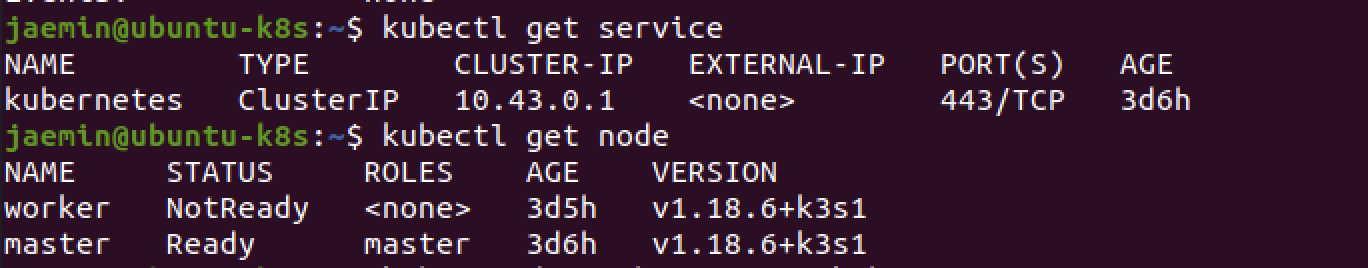 jaemin@ubuntu-k8s:~$ kubectl get service
NAME TYPE CLUSTER-IP EXTERNAL-IP PORT(S) AGE
kubernetes ClusterIP 10.43.0.1 <none> 443/TCP 3d6h
jaemin@ubuntu-k8s:~$ kubectl get node
NAME STATUS ROLES AGE VERSION
worker NotReady <none> 3d5h v1.18.6+k3s1
master Ready master 3d6h v1.18.6+k3s1